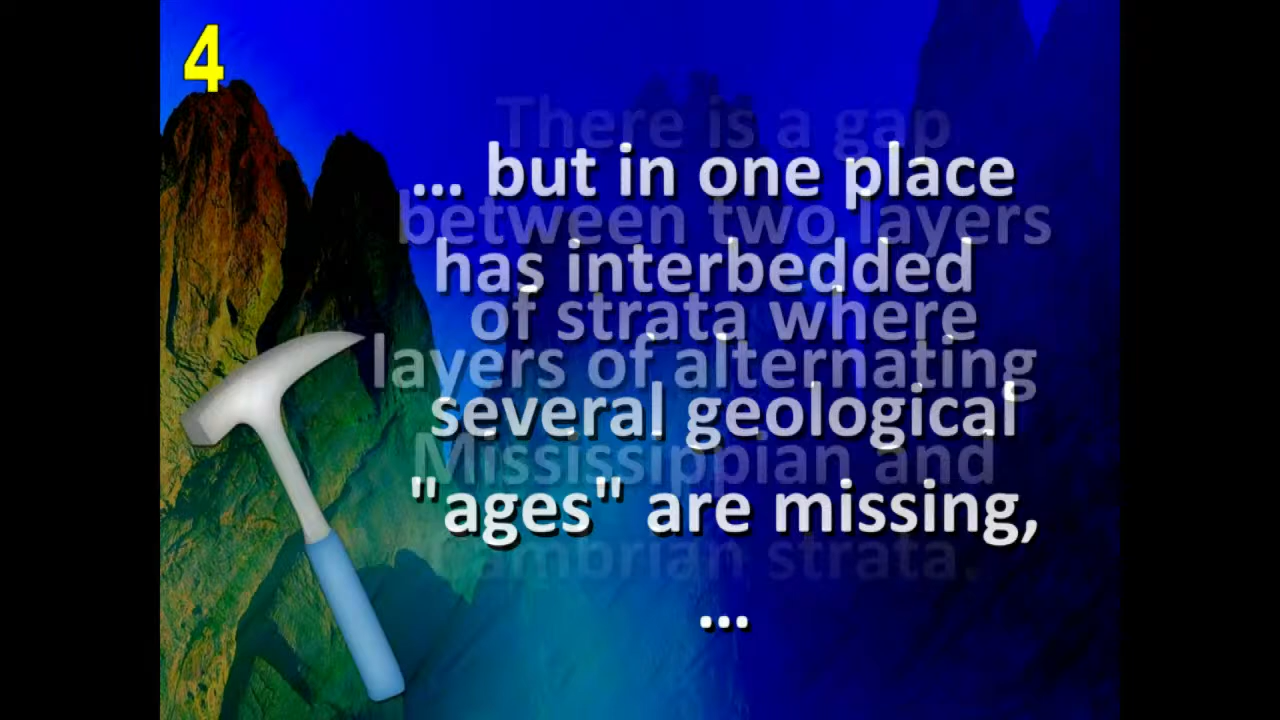 4
There is a gap
... but in one place
between two layers
has interbedded
of strata where
layers of alternating
several geological
Mississippian and
"ages" are missing,
Cambrian strata.
...